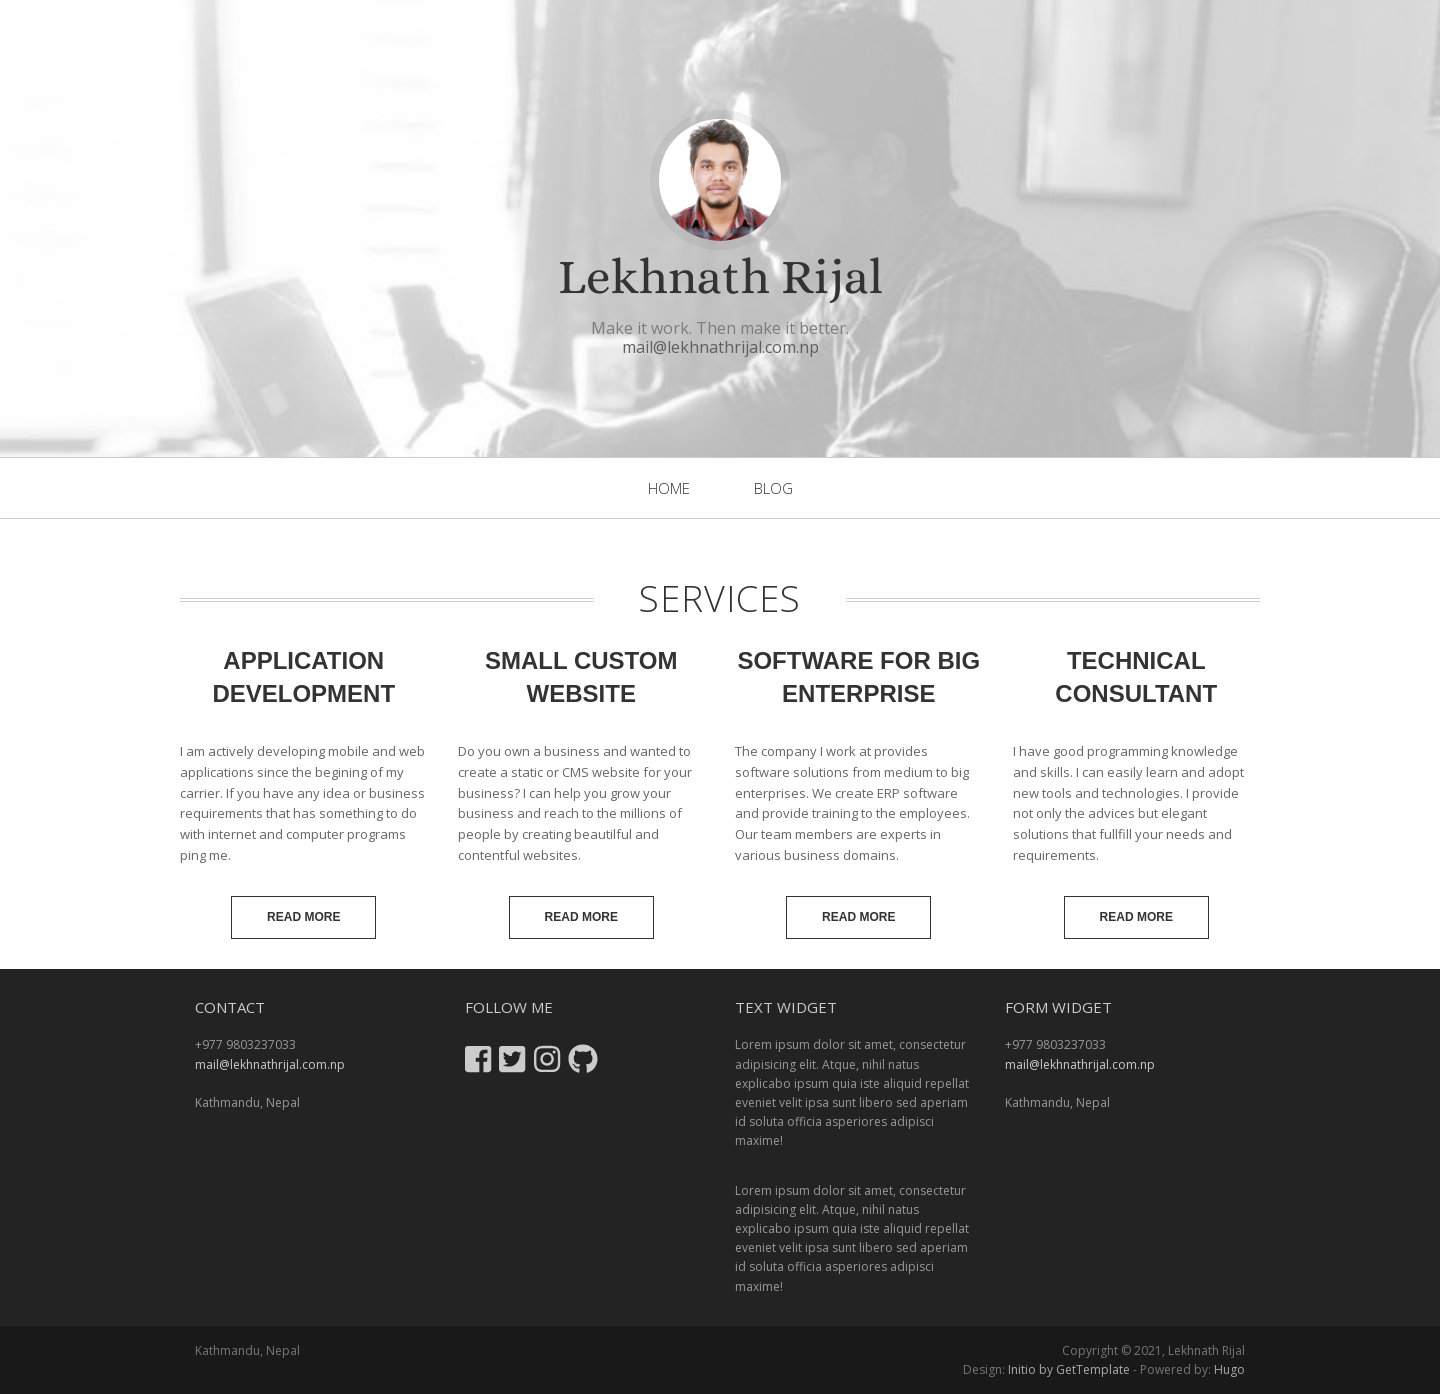 Lekhnath Rijal
Make it work. Then make it better.
mail@lekhnathrijal.com.np
HOME BLOG
SERVICES
APPLICATION
DEVELOPMENT
I am actively developing mobile and web
applications since the begining of my
carrier. If you have any idea or business
requirements that has something to do
with internet and computer programs
ping me.
READ MORE
SMALL CUSTOM
WEBSITE
Do you own a business and wanted to
create a static or CMS website for your
business? I can help you grow your
business and reach to the millions of
people by creating beautilful and
contentful websites.
READ MORE
SOFTWARE FOR BIG
ENTERPRISE
The company I work at provides
software solutions from medium to big
enterprises. We create ERP software
and provide training to the employees.
Our team members are experts in
various business domains.
READ MORE
TECHNICAL
CONSULTANT
I have good programming knowledge
and skills. I can easily learn and adopt
new tools and technologies. I provide
not only the advices but elegant
solutions that fullfill your needs and
requirements.
READ MORE
CONTACT
+977 9803237033
mail@lekhnathrijal.com.np
Kathmandu, Nepal
FOLLOW ME
TEXT WIDGET
Lorem ipsum dolor sit amet, consectetur
adipisicing elit. Atque, nihil natus
explicabo ipsum quia iste aliquid repellat
eveniet velit ipsa sunt libero sed aperiam
id soluta officia asperiores adipisci
maxime!
Lorem ipsum dolor sit amet, consectetur
adipisicing elit. Atque, nihil natus
explicabo ipsum quia iste aliquid repellat
eveniet velit ipsa sunt libero sed aperiam
id soluta officia asperiores adipisci
maxime!
FORM WIDGET
+977 9803237033
mail@lekhnathrijal.com.np
Kathmandu, Nepal
Kathmandu, Nepal
Copyright © 2021, Lekhnath Rijal
Design: Initio by GetTemplate - Powered by: Hugo